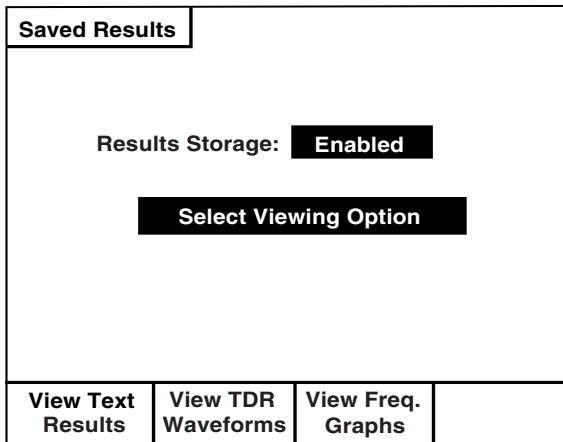 Saved Results
Results Storage: Enabled
Select Viewing Option
View Text Results
View TDR Waveforms
View Freq. Graphs